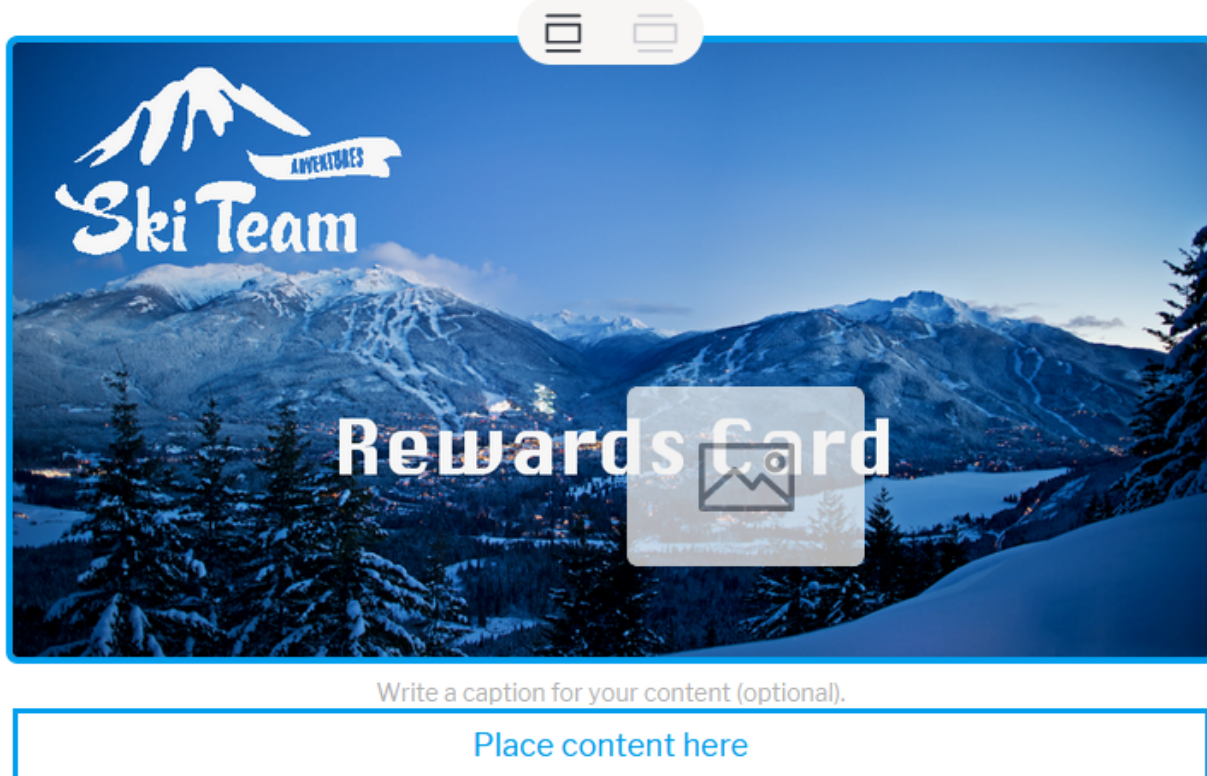 ADVENTURES
Ski Team
Rewards Card
Write a caption for your content (optional).
Place content here